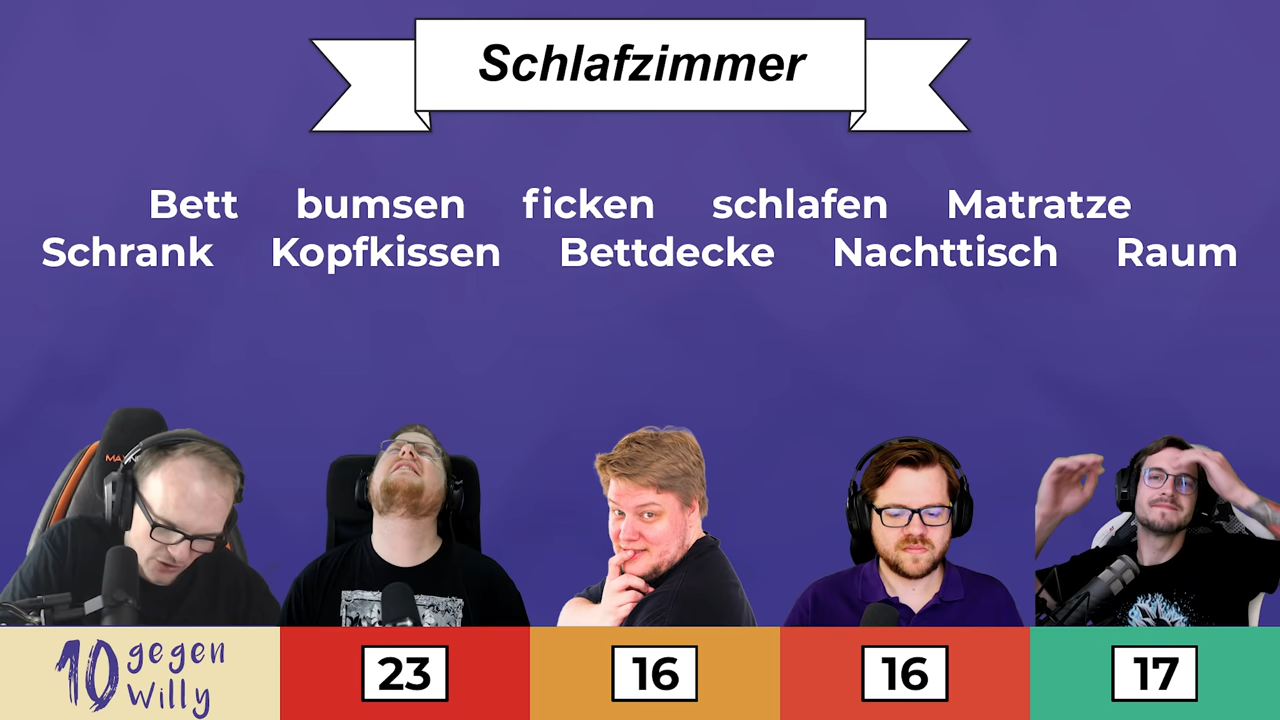 Schlafzimmer
Bett bumsen ficken schlafen Matratze
Schrank Kopfkissen Bettdecke Nachttisch Raum
10 gegen Willy
23 16 16 17